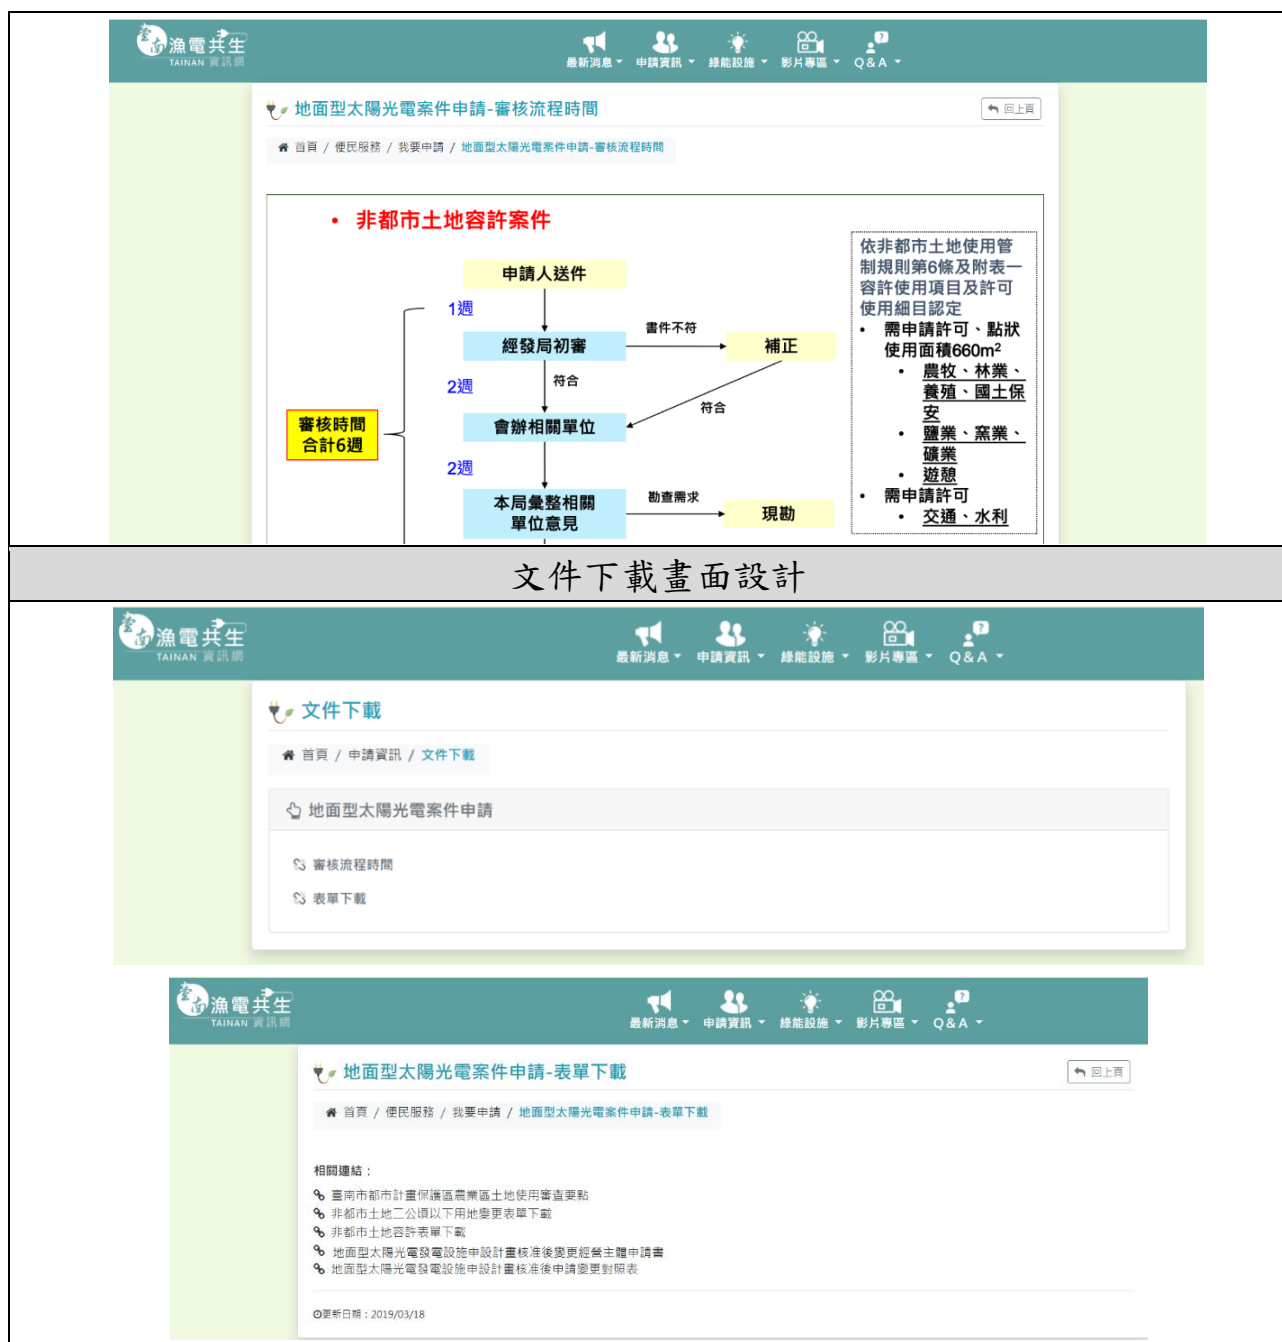 臺南漁電共生
TAINAN 資訊網
最新消息 申請資訊 綠能設施 影片專區 Q&A
地面型太陽光電案件申請-審核流程時間
回上頁
首頁 / 便民服務 / 我要申請 / 地面型太陽光電案件申請-審核流程時間
• 非都市土地容許案件
申請人送件
1週
經發局初審
書件不符
補正
2週
符合
符合
審核時間
合計6週
會辦相關單位
2週
本局彙整相關
單位意見
勘查需求
現勘
依非都市土地使用管
制規則第6條及附表一
容許使用項目及許可
使用細目認定
• 需申請許可、點狀
使用面積660m²
• 農牧、林業、
養殖、國土保
安
• 鹽業、窯業、
礦業
• 遊憩
• 需申請許可
• 交通、水利
文件下載畫面設計
臺南漁電共生
TAINAN 資訊網
最新消息 申請資訊 綠能設施 影片專區 Q&A
文件下載
首頁 / 申請資訊 / 文件下載
地面型太陽光電案件申請
審核流程時間
表單下載
臺南漁電共生
TAINAN 資訊網
最新消息 申請資訊 綠能設施 影片專區 Q&A
地面型太陽光電案件申請-表單下載
回上頁
首頁 / 便民服務 / 我要申請 / 地面型太陽光電案件申請-表單下載
相關連結：
臺南市都市計畫保護區農業區土地使用審查要點
非都市土地二公頃以下用地變更表單下載
非都市土地容許表單下載
地面型太陽光電發電設施申設計畫核准後變更經營主體申請書
地面型太陽光電發電設施申設計畫核准後申請變更對照表
更新日期：2019/03/18